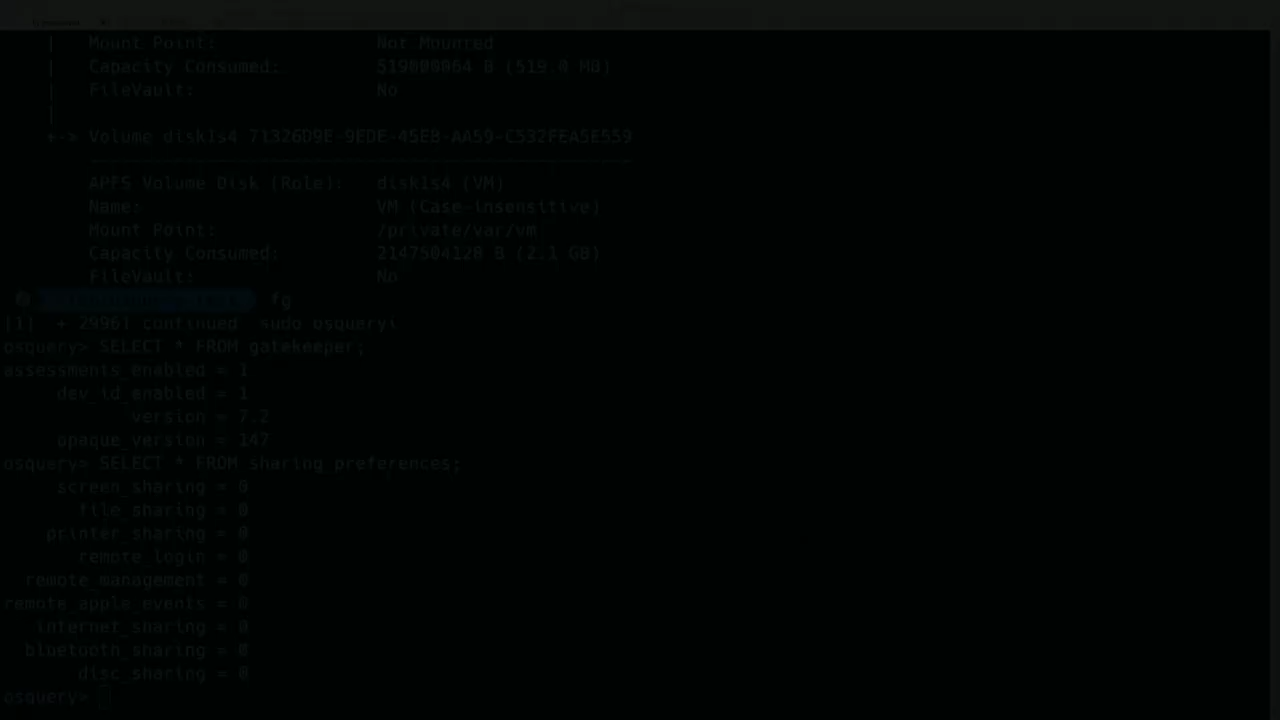 |   Mount Point:               Not Mounted
|   Capacity Consumed:         519000064 B (519.0 MB)
|   FileVault:                 No
|
+-> Volume disk1s4 71326D9E-9EDE-45EB-AA59-C532FEA5E559
    ---------------------------------------------------
    APFS Volume Disk (Role):   disk1s4 (VM)
    Name:                      VM (Case-insensitive)
    Mount Point:               /private/var/vm
    Capacity Consumed:         2147504128 B (2.1 GB)
    FileVault:                 No
fg
[1]  + 29961 continued  sudo osqueryi
osquery> SELECT * FROM gatekeeper;
assessments_enabled = 1
     dev_id_enabled = 1
            version = 7.2
     opaque_version = 147
osquery> SELECT * FROM sharing_preferences;
     screen_sharing = 0
       file_sharing = 0
    printer_sharing = 0
       remote_login = 0
  remote_management = 0
remote_apple_events = 0
   internet_sharing = 0
  bluetooth_sharing = 0
       disc_sharing = 0
osquery>